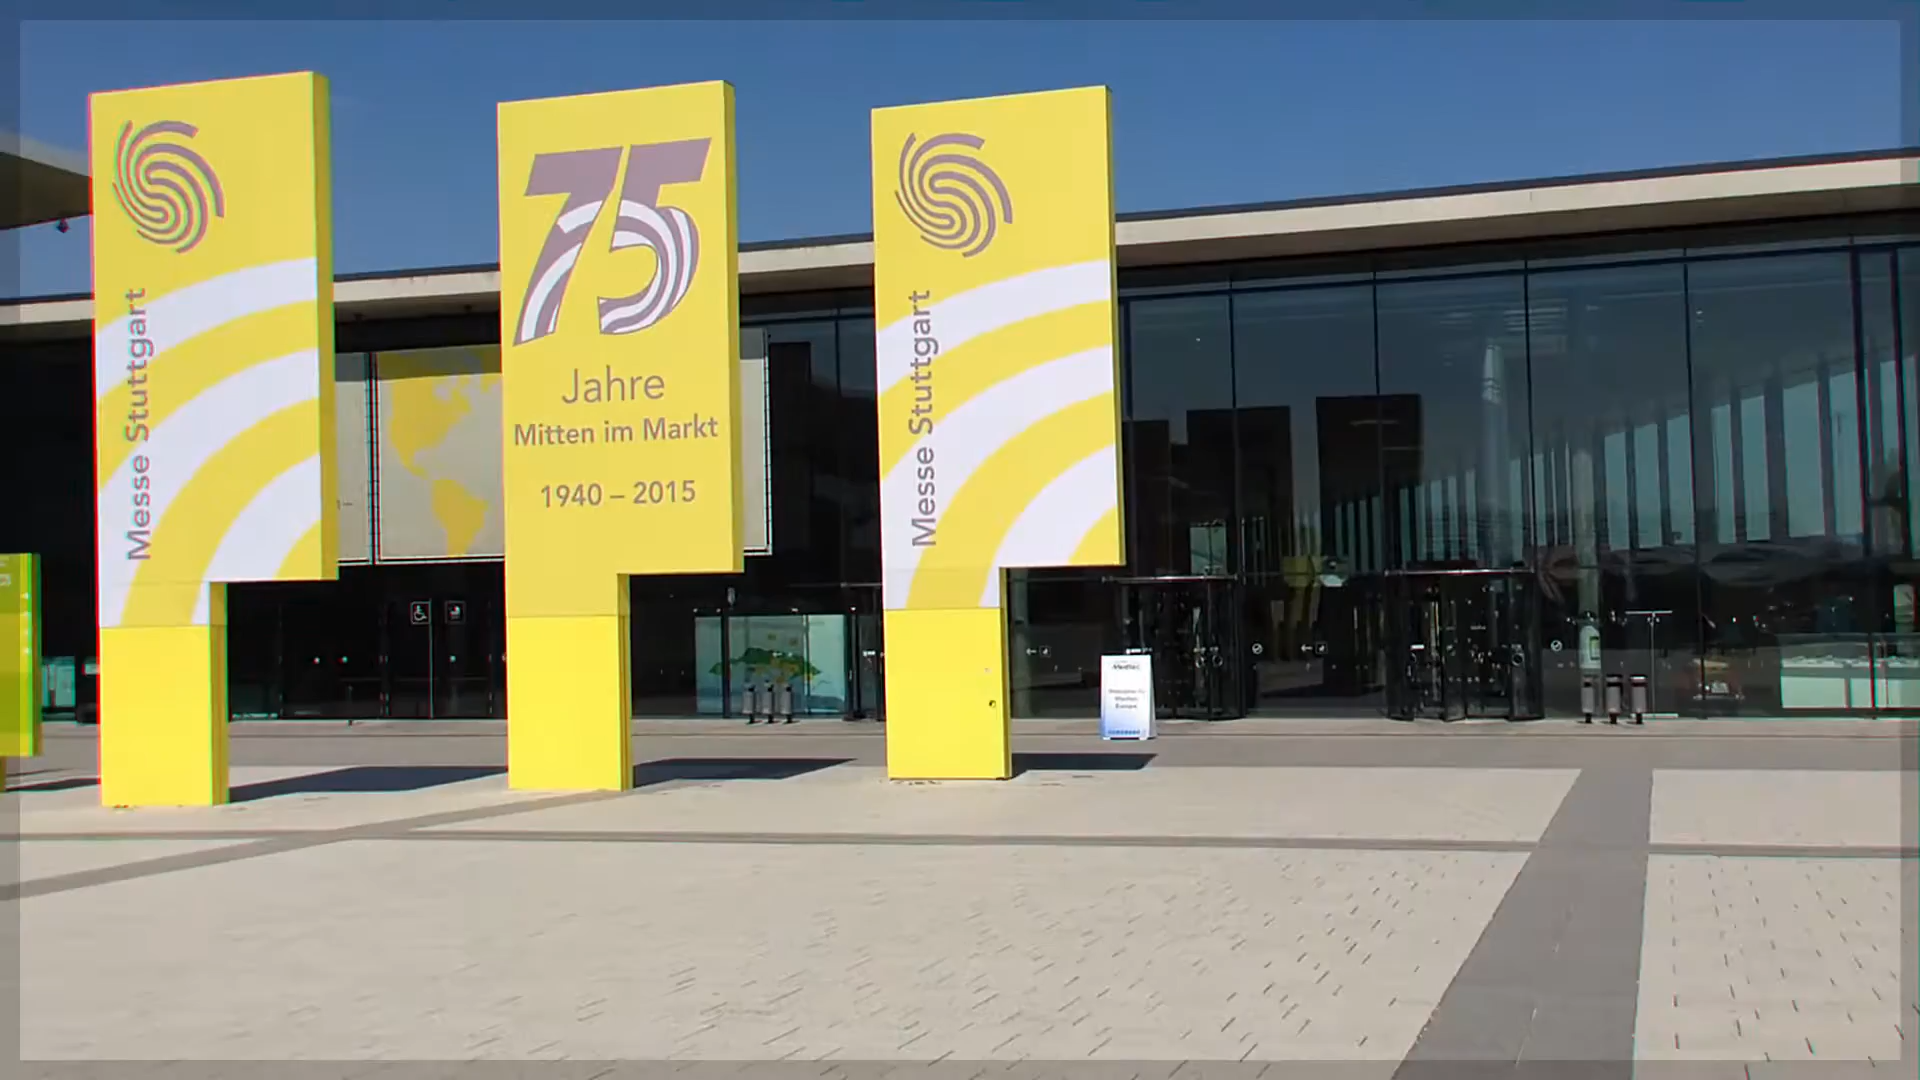 Messe Stuttgart
75
Jahre
Mitten im Markt
1940 – 2015
Messe Stuttgart